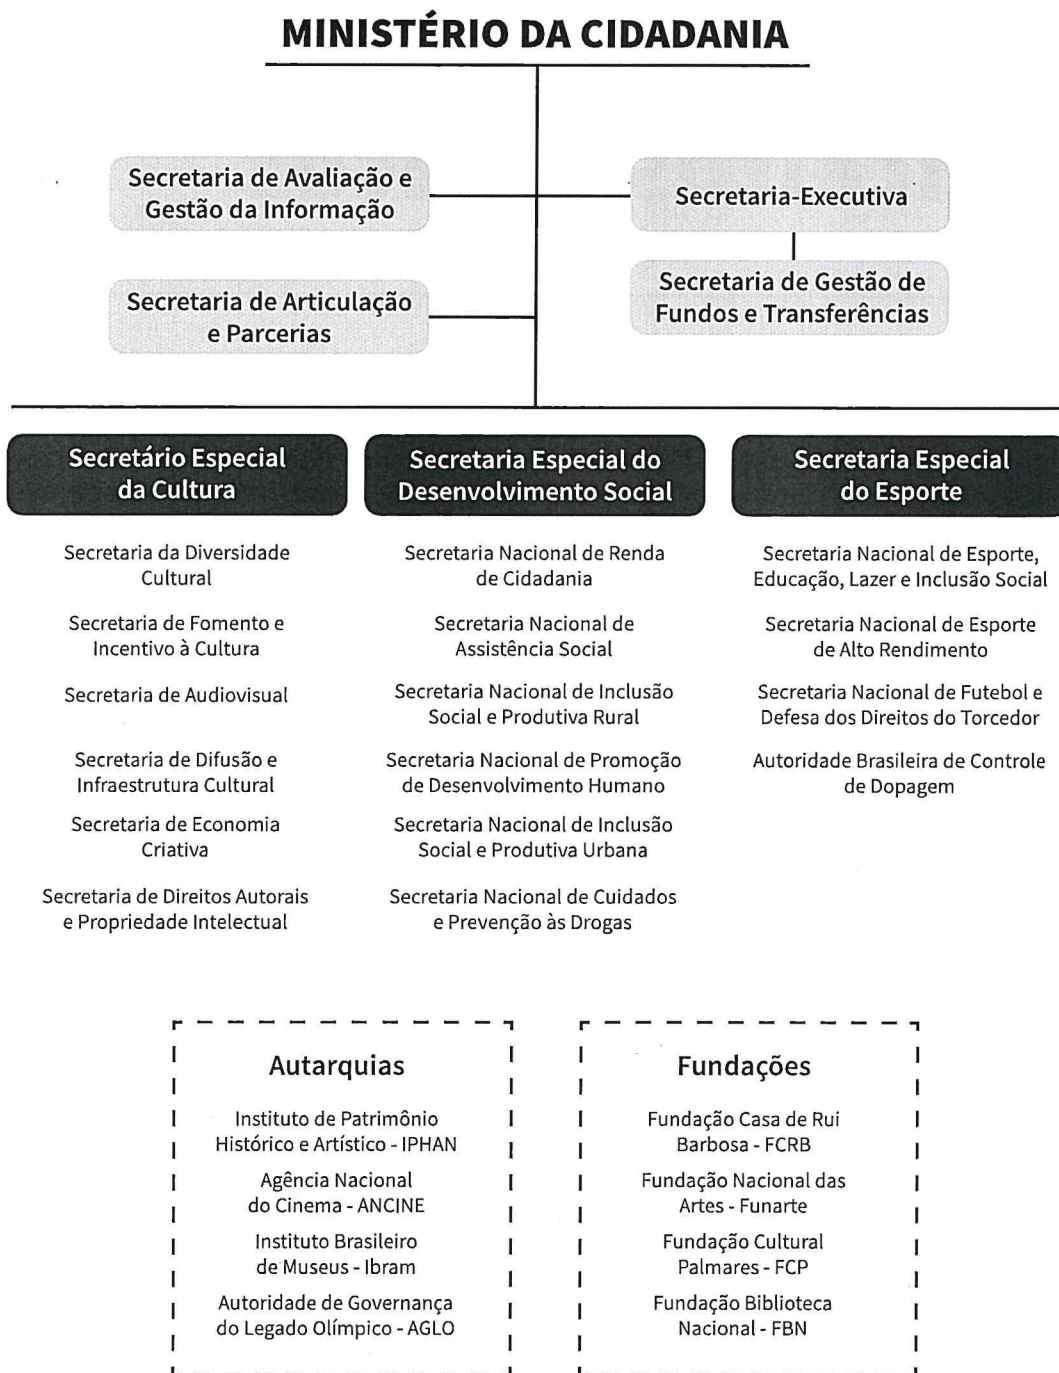 MINISTÉRIO DA CIDADANIA
Secretaria de Avaliação e
Gestão da Informação
Secretaria-Executiva
Secretaria de Articulação
e Parcerias
Secretaria de Gestão de
Fundos e Transferências
Secretário Especial
da Cultura
Secretaria da Diversidade
Cultural
Secretaria de Fomento e
Incentivo à Cultura
Secretaria de Audiovisual
Secretaria de Difusão e
Infraestrutura Cultural
Secretaria de Economia
Criativa
Secretaria de Direitos Autorais
e Propriedade Intelectual
Secretaria Especial do
Desenvolvimento Social
Secretaria Nacional de Renda
de Cidadania
Secretaria Nacional de
Assistência Social
Secretaria Nacional de Inclusão
Social e Produtiva Rural
Secretaria Nacional de Promoção
de Desenvolvimento Humano
Secretaria Nacional de Inclusão
Social e Produtiva Urbana
Secretaria Nacional de Cuidados
e Prevenção às Drogas
Secretaria Especial
do Esporte
Secretaria Nacional de Esporte,
Educação, Lazer e Inclusão Social
Secretaria Nacional de Esporte
de Alto Rendimento
Secretaria Nacional de Futebol e
Defesa dos Direitos do Torcedor
Autoridade Brasileira de Controle
de Dopagem
Autarquias
Instituto de Patrimônio
Histórico e Artístico - IPHAN
Agência Nacional
do Cinema - ANCINE
Instituto Brasileiro
de Museus - Ibram
Autoridade de Governança
do Legado Olímpico - AGLO
Fundações
Fundação Casa de Rui
Barbosa - FCRB
Fundação Nacional das
Artes - Funarte
Fundação Cultural
Palmares - FCP
Fundação Biblioteca
Nacional - FBN